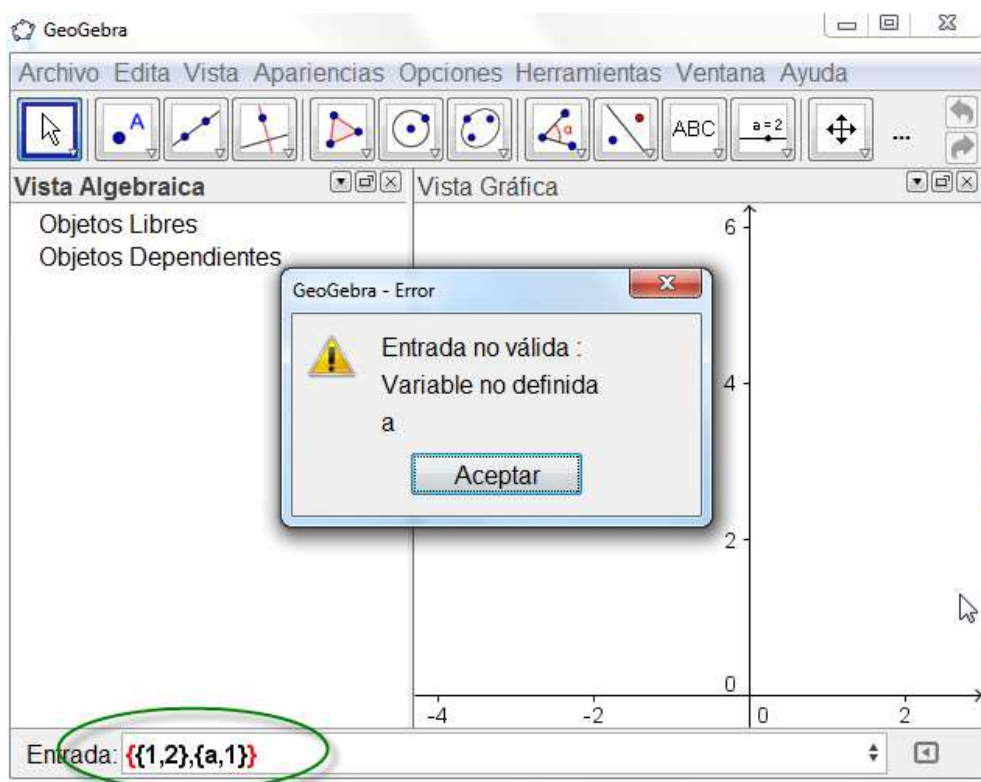 GeoGebra
Archivo Edita Vista Apariencias Opciones Herramientas Ventana Ayuda
A
α
ABC
a=2
...
Vista Algebraica
Vista Gráfica
Objetos Libres
Objetos Dependientes
GeoGebra - Error
Entrada no válida :
Variable no definida
a
Aceptar
6
4
2
0
-4 -2 0 2
Entrada: {{1,2},{a,1}}